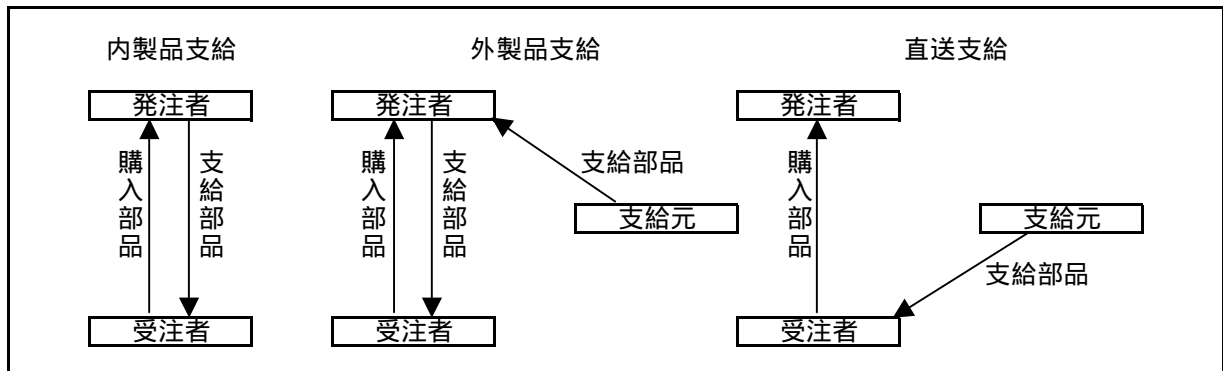 内製品支給
外製品支給
直送支給
発注者
発注者
発注者
購入部品
支給部品
購入部品
支給部品
支給部品
購入部品
支給元
支給元
支給部品
受注者
受注者
受注者